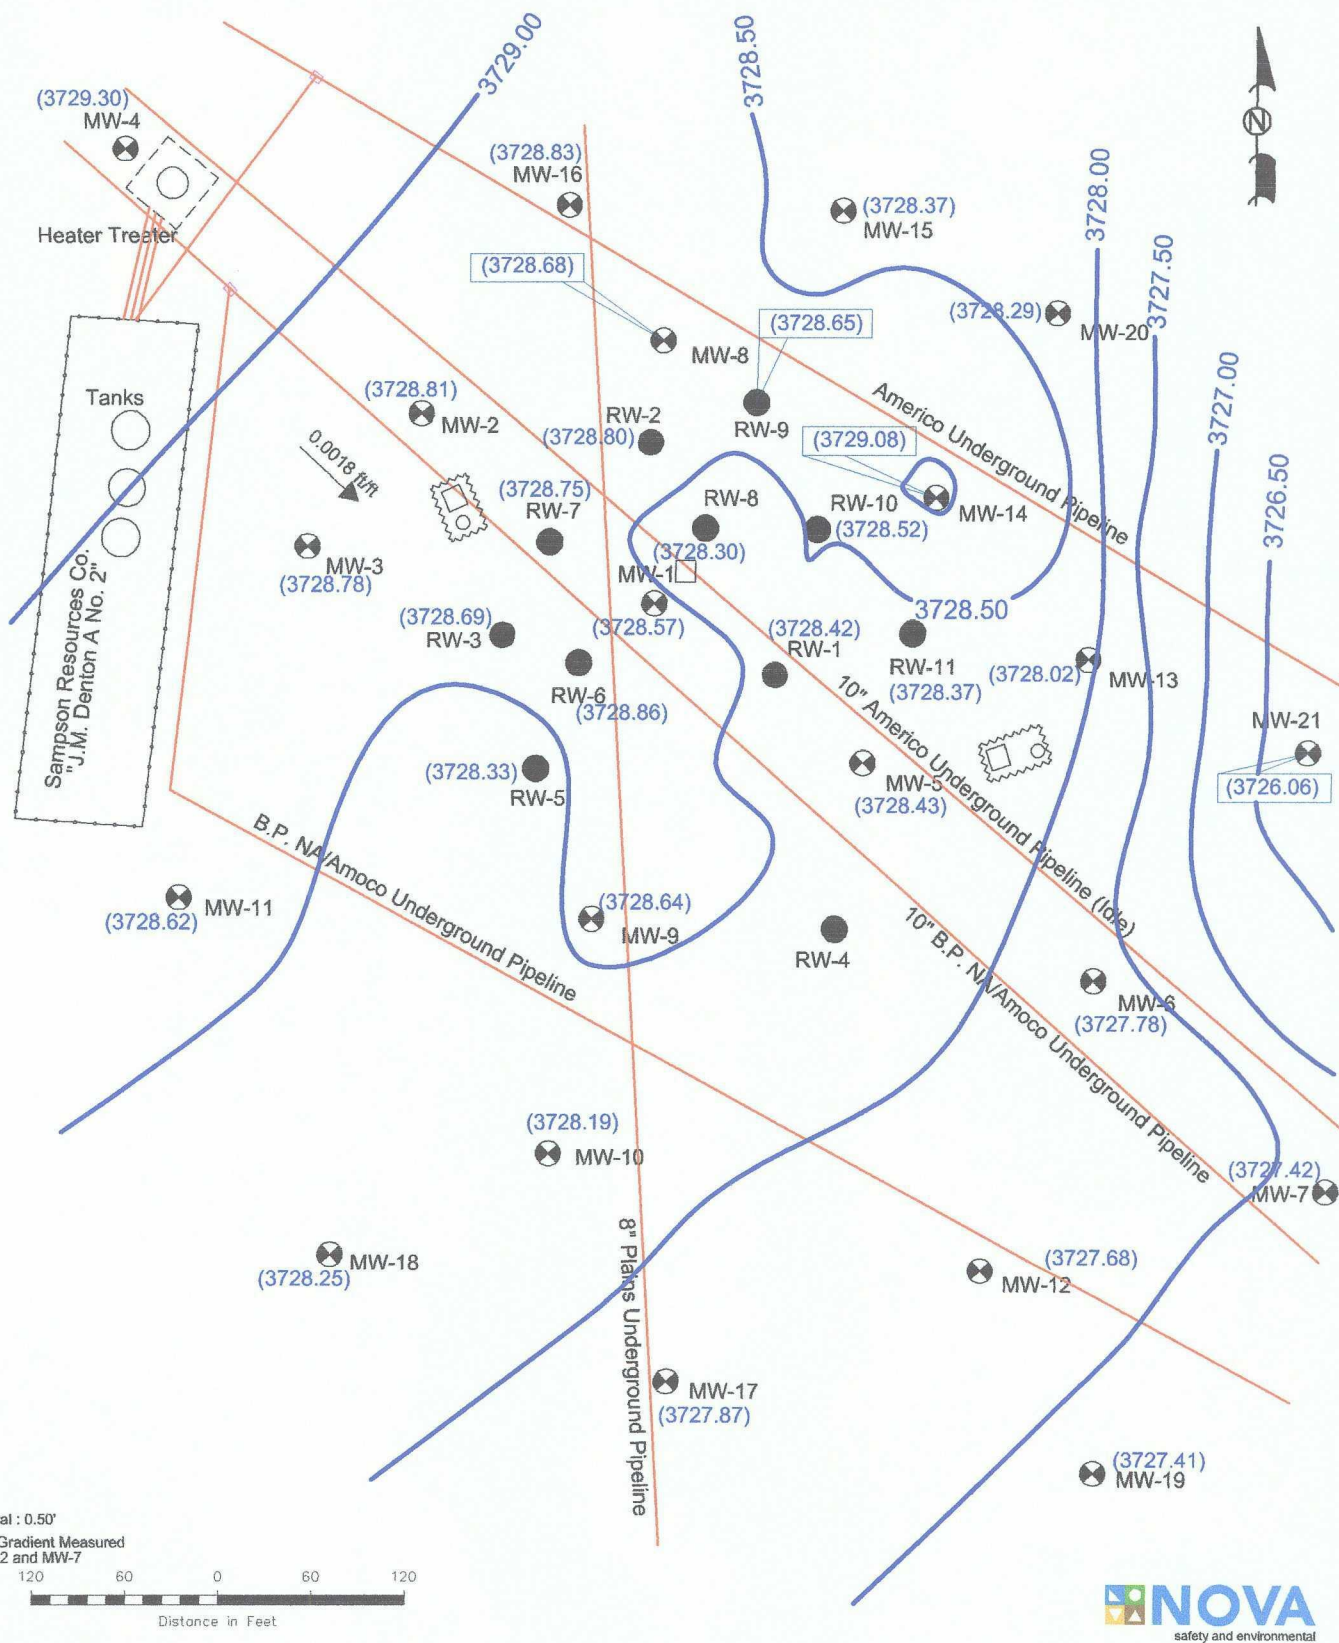 3729.00
3728.50
(3729.30)
MW-4
(3728.83)
MW-16
N
3728.00
(3728.37)
MW-15
Heater Treater
(3728.68)
3727.50
(3728.29)
MW-20
(3728.65)
MW-8
3727.00
Tanks
(3728.81)
MW-2
RW-2
(3728.80)
RW-9
Americo Underground Pipeline
(3729.08)
0.0018 ft/ft
3726.50
(3728.75)
RW-7
RW-8
RW-10
(3728.52)
MW-14
MW-3
(3728.78)
(3728.30)
MW-1
(3728.57)
3728.50
(3728.69)
RW-3
(3728.42)
RW-1
RW-11
(3728.37)
(3728.02)
MW-13
RW-6
(3728.86)
Sampson Resources Co.
"J.M. Denton A No. 2"
MW-21
(3726.06)
(3728.33)
RW-5
MW-5
(3728.43)
10" Americo Underground Pipeline (Idle)
B.P. NA/Amoco Underground Pipeline
MW-11
(3728.62)
(3728.64)
MW-9
RW-4
10" B.P. NA/Amoco Underground Pipeline
MW-6
(3727.78)
(3728.19)
MW-10
(3727.42)
MW-7
MW-18
(3728.25)
8" Plains Underground Pipeline
(3727.68)
MW-12
MW-17
(3727.87)
(3727.41)
MW-19
al : 0.50'
Gradient Measured
2 and MW-7
120 60 0 60 120
Distance in Feet
NOVA
safety and environmental